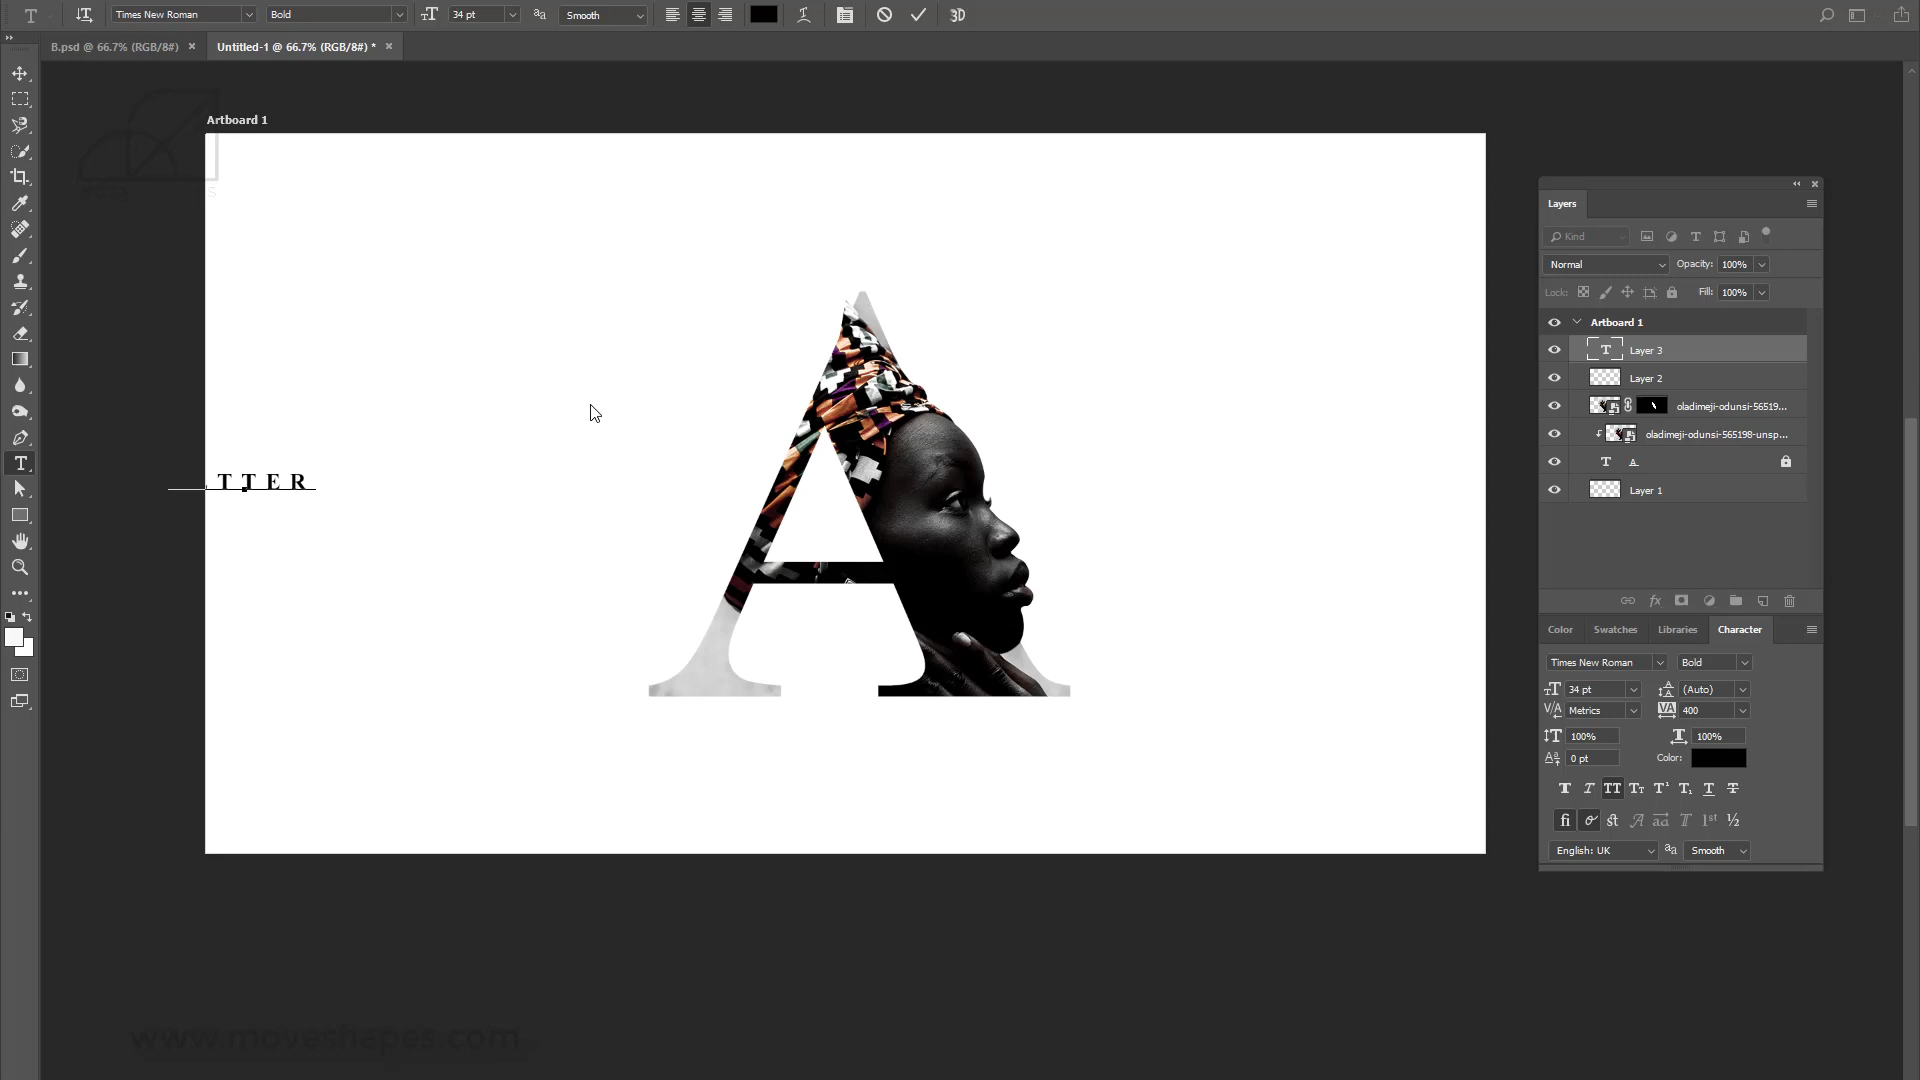 Times New Roman
Bold
34 pt
Smooth
3D
B.psd @ 66.7% (RGB/8#)
Untitled-1 @ 66.7% (RGB/8#) *
Artboard 1
TTER
A
Layers
Kind
Normal
Opacity: 100%
Lock:
Fill: 100%
Artboard 1
Layer 3
Layer 2
oladimeji-odunsi-56519...
oladimeji-odunsi-565198-unsp...
A
Layer 1
Color
Swatches
Libraries
Character
Times New Roman
Bold
34 pt
(Auto)
Metrics
400
100%
100%
0 pt
Color:
English: UK
Smooth
www.moveshapes.com